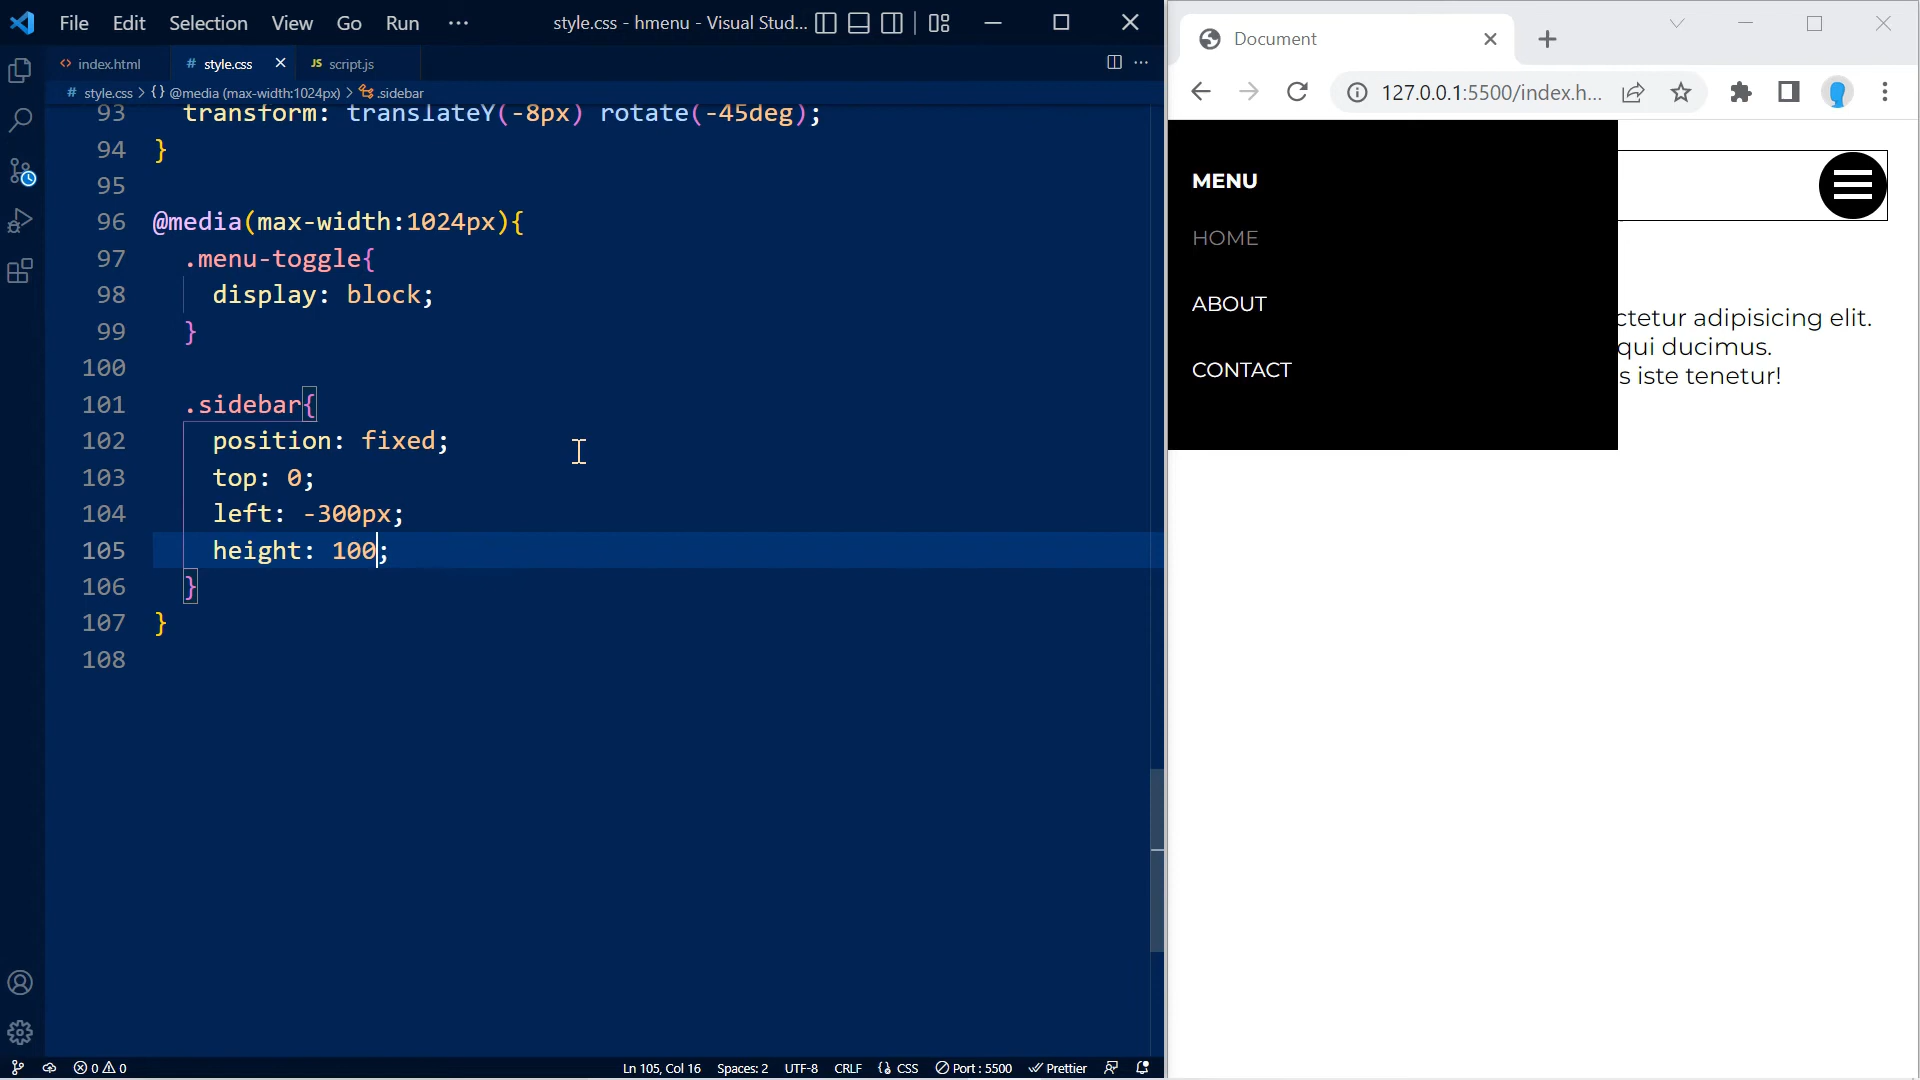 File Edit Selection View Go Run ··· style.css - hmenu - Visual Stud...
index.html # style.css JS script.js
# style.css > {} @media (max-width:1024px) > .sidebar
93 transform: translateY(-8px) rotate(-45deg);
94 }
95
96 @media(max-width:1024px){
97 .menu-toggle{
98 display: block;
99 }
100
101 .sidebar{
102 position: fixed;
103 top: 0;
104 left: -300px;
105 height: 100;
106 }
107 }
108
0 0 Ln 105, Col 16 Spaces: 2 UTF-8 CRLF {} CSS Port : 5500 Prettier
Document
127.0.0.1:5500/index.h...
MENU
HOME
ABOUT
CONTACT
ctetur adipisicing elit.
qui ducimus.
s iste tenetur!